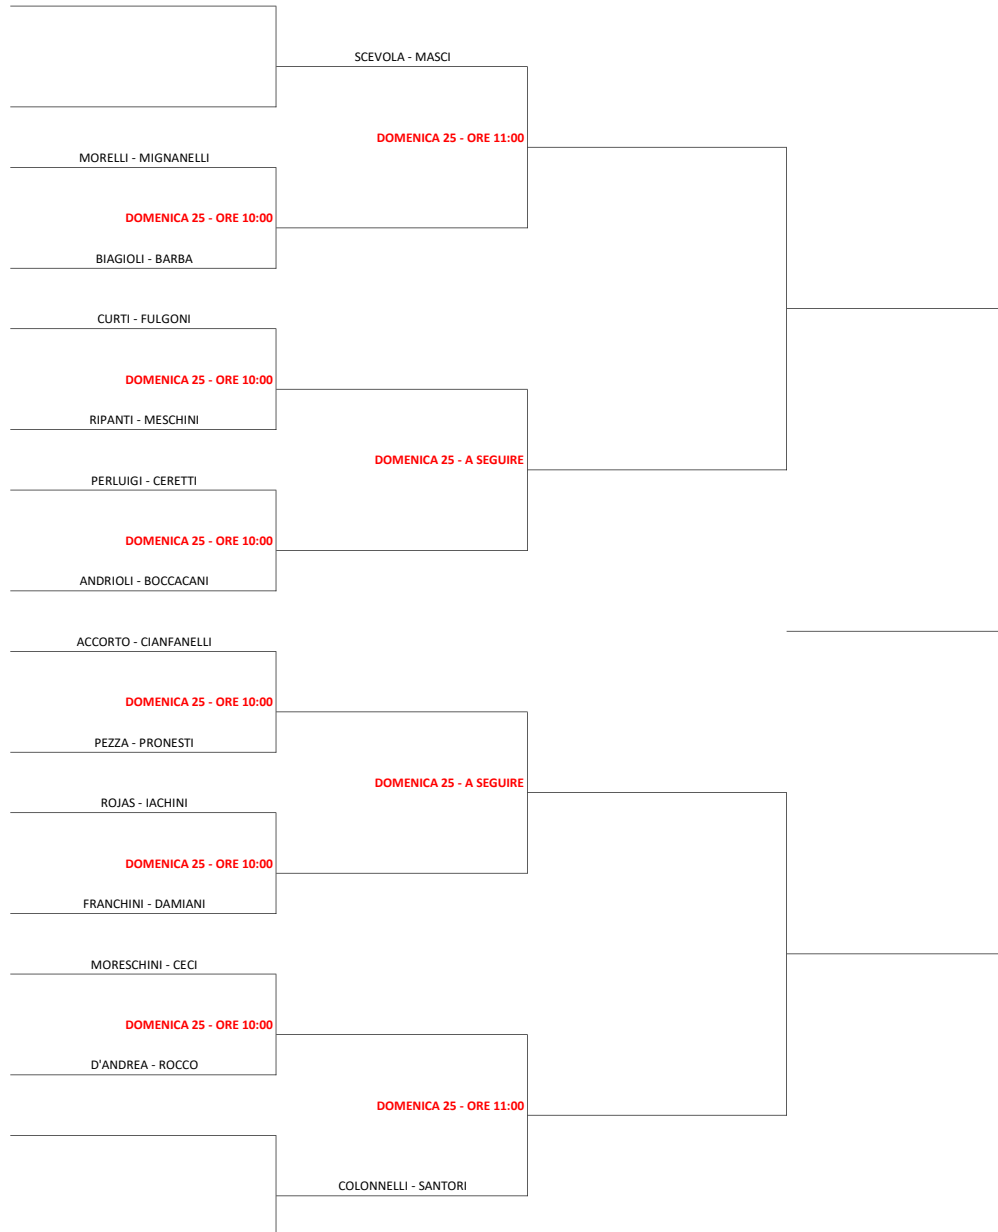 SCEVOLA - MASCI
DOMENICA 25 - ORE 11:00
MORELLI - MIGNANELLI
DOMENICA 25 - ORE 10:00
BIAGIOLI - BARBA
CURTI - FULGONI
DOMENICA 25 - ORE 10:00
RIPANTI - MESCHINI
DOMENICA 25 - A SEGUIRE
PERLUIGI - CERETTI
DOMENICA 25 - ORE 10:00
ANDRIOLI - BOCCACANI
ACCORTO - CIANFANELLI
DOMENICA 25 - ORE 10:00
PEZZA - PRONESTI
DOMENICA 25 - A SEGUIRE
ROJAS - IACHINI
DOMENICA 25 - ORE 10:00
FRANCHINI - DAMIANI
MORESCHINI - CECI
DOMENICA 25 - ORE 10:00
D'ANDREA - ROCCO
DOMENICA 25 - ORE 11:00
COLONNELLI - SANTORI